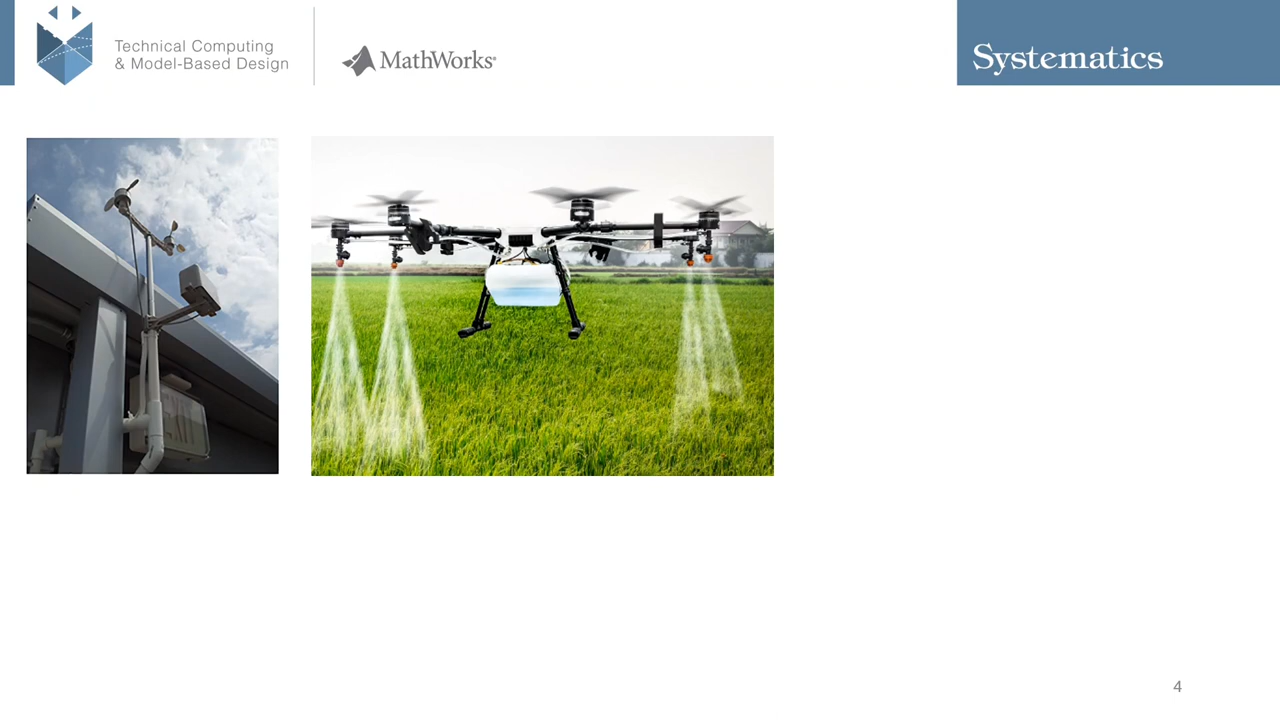 Technical Computing
& Model-Based Design
MathWorks®
Systematics
4